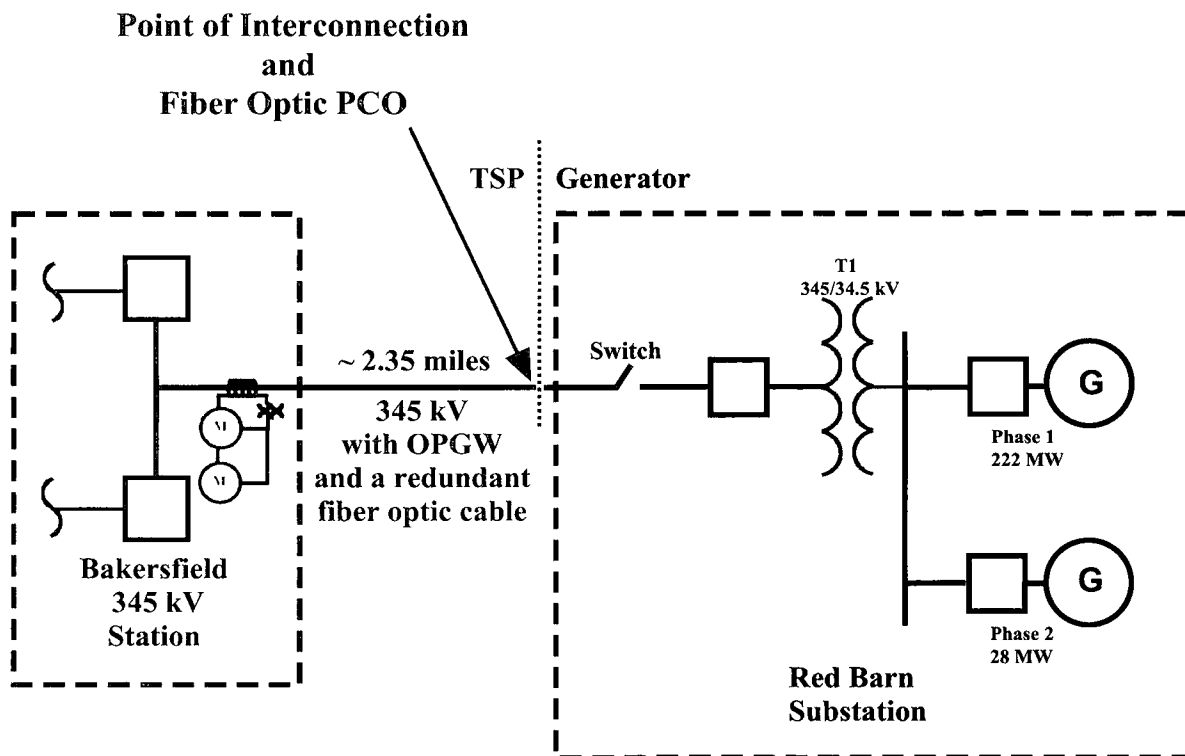 Point of Interconnection
and
Fiber Optic PCO
TSP
Generator
T1
345/34.5 kV
Switch
~ 2.35 miles
345 kV
with OPGW
and a redundant
fiber optic cable
M
M
G
Phase 1
222 MW
G
Phase 2
28 MW
Bakersfield
345 kV
Station
Red Barn
Substation